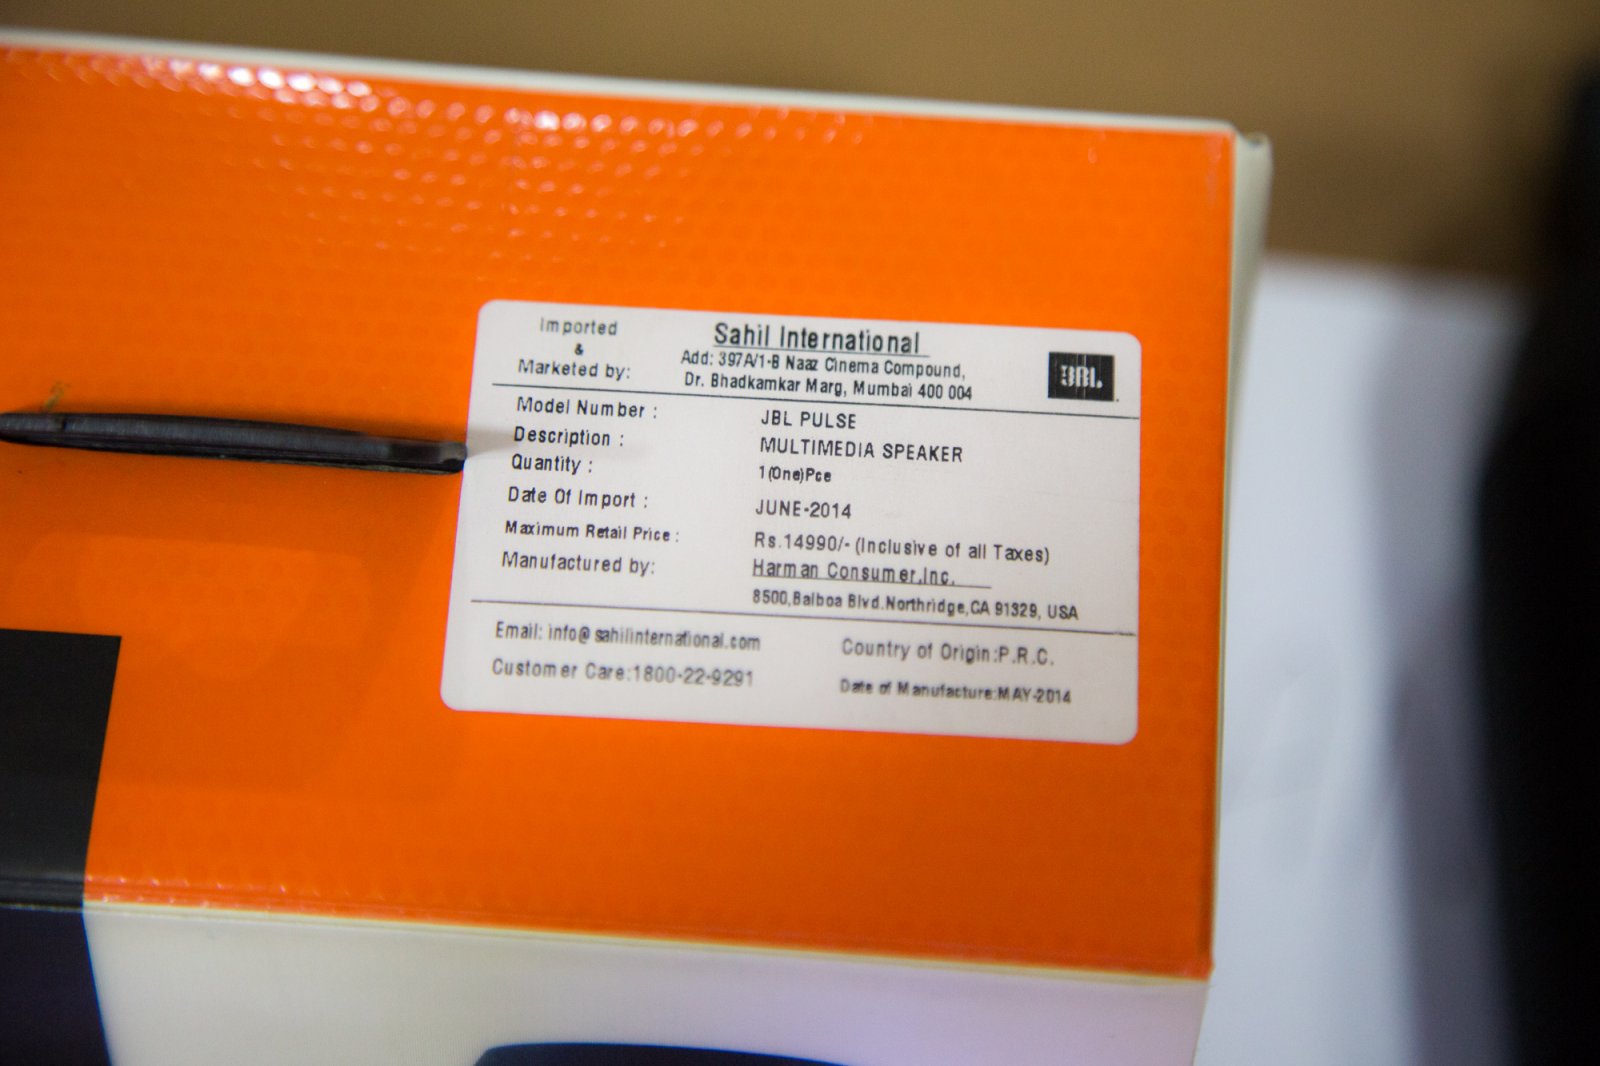 Imported
&
Marketed by:
Sahil International
Add: 397A/1-B Naaz Cinema Compound,
Dr. Bhadkamkar Marg, Mumbai 400 004
JBL
Model Number : JBL PULSE
Description : MULTIMEDIA SPEAKER
Quantity : 1(One)Pce
Date Of Import : JUNE-2014
Maximum Retail Price : Rs.14990/- (Inclusive of all Taxes)
Manufactured by: Harman Consumer,Inc.
8500,Balboa Blvd.Northridge,CA 91329, USA
Email: info@sahilinternational.com Country of Origin:P.R.C.
Customer Care:1800-22-9291 Date of Manufacture:MAY-2014